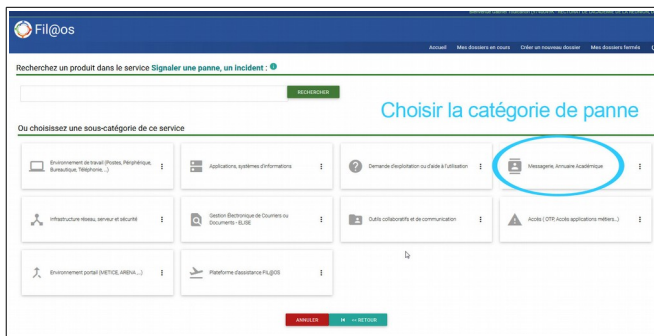 Fil@os
Accueil Mes dossiers en cours Créer un nouveau dossier Mes dossiers fermés
Recherchez un produit dans le service Signaler une panne, un incident :
RECHERCHER
Choisir la catégorie de panne
Ou choisissez une sous-catégorie de ce service
Environnement de travail (Postes, Périphérique,
Bureautique, Téléphonie, ...)
Applications, systèmes d'informations
Demande d'exploitation ou d'aide à l'utilisation
Messagerie, Annuaire Académique
Infrastructure réseau, serveur et sécurité
Gestion Électronique de Courriers ou
Documents - ELISE
Outils collaboratifs et de communication
Accès ( OTP, Accès applications métiers...)
Environnement portail (METICE, ARENA ....)
Plateforme d'assistance FIL@OS
ANNULER << RETOUR